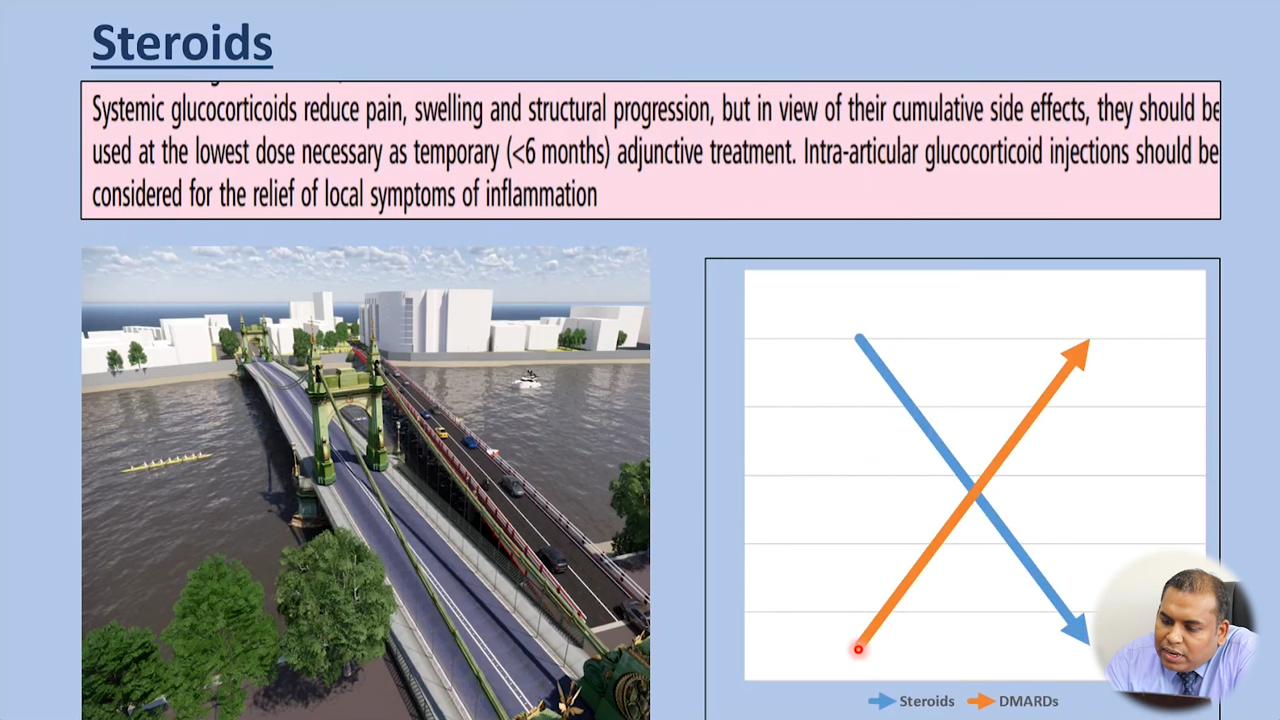 Steroids
Systemic glucocorticoids reduce pain, swelling and structural progression, but in view of their cumulative side effects, they should be
used at the lowest dose necessary as temporary (<6 months) adjunctive treatment. Intra-articular glucocorticoid injections should be
considered for the relief of local symptoms of inflammation
Steroids DMARDs